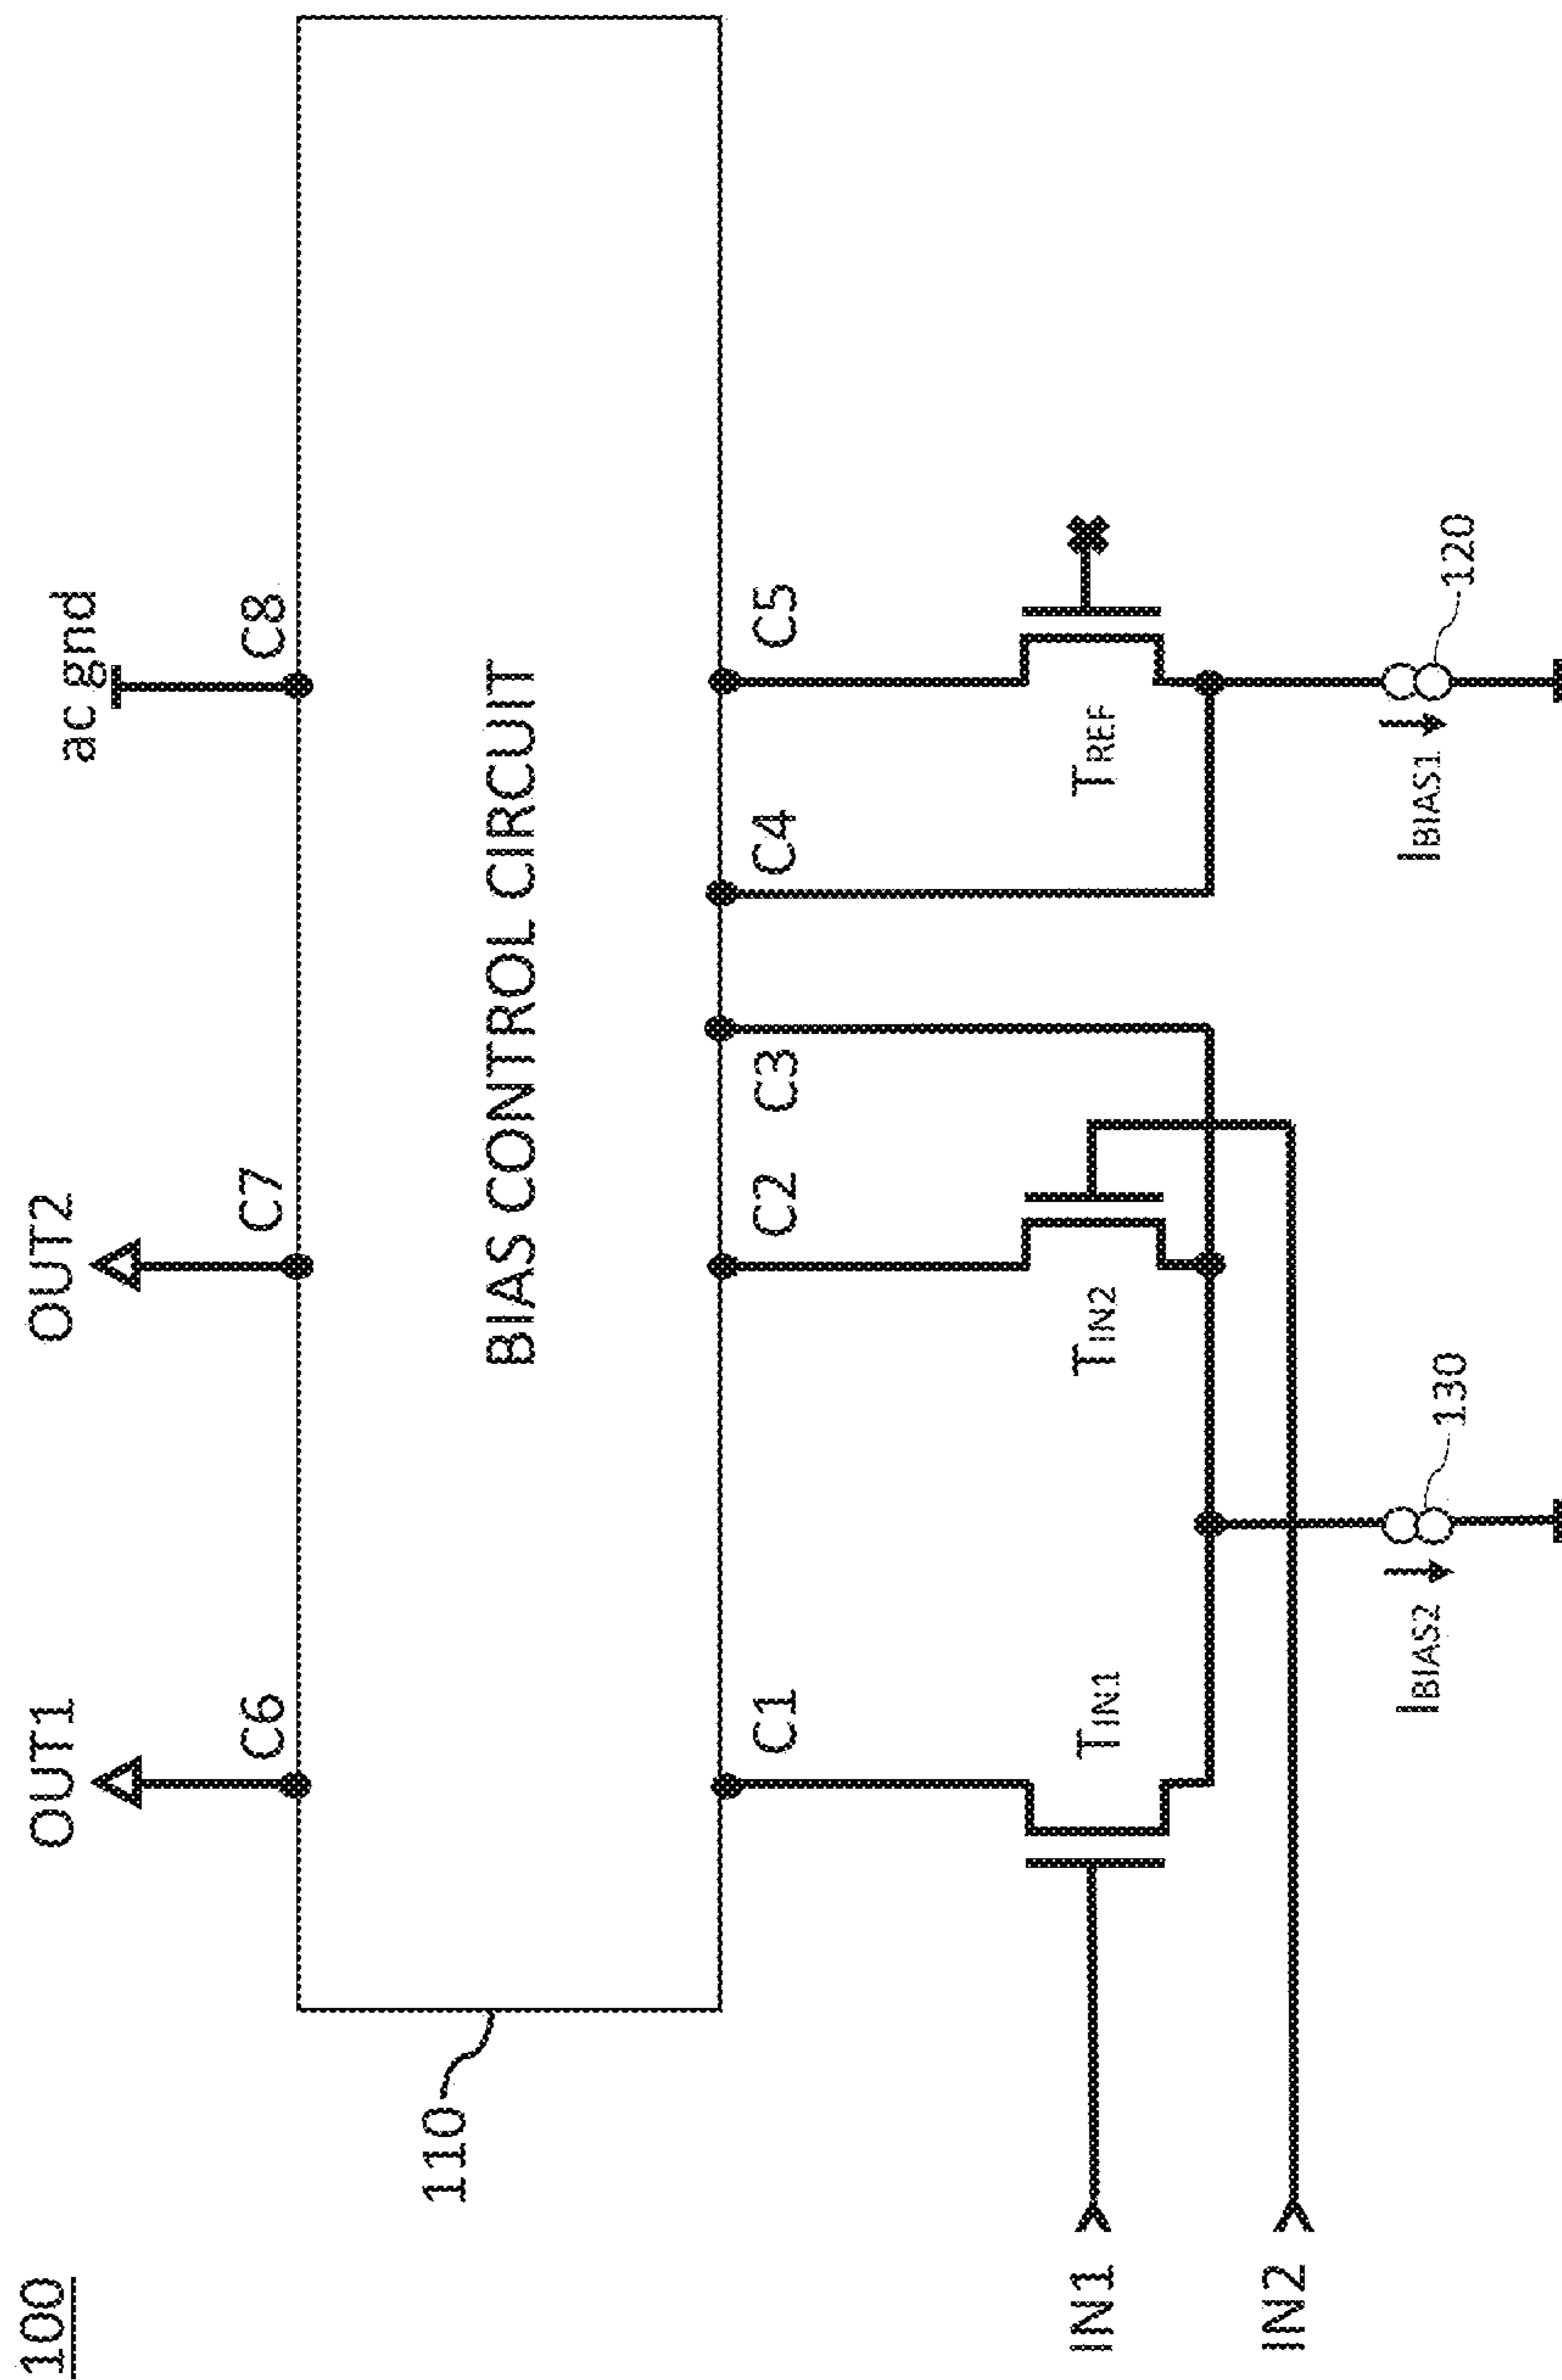 100
OUT1
OUT2
ac gnd
C6
C7
C8
110
BIAS CONTROL CIRCUIT
C1
C2
C3
C4
C5
IN1
TIN1
TIN2
TREF
IN2
IBIAS2
130
IBIAS1
120